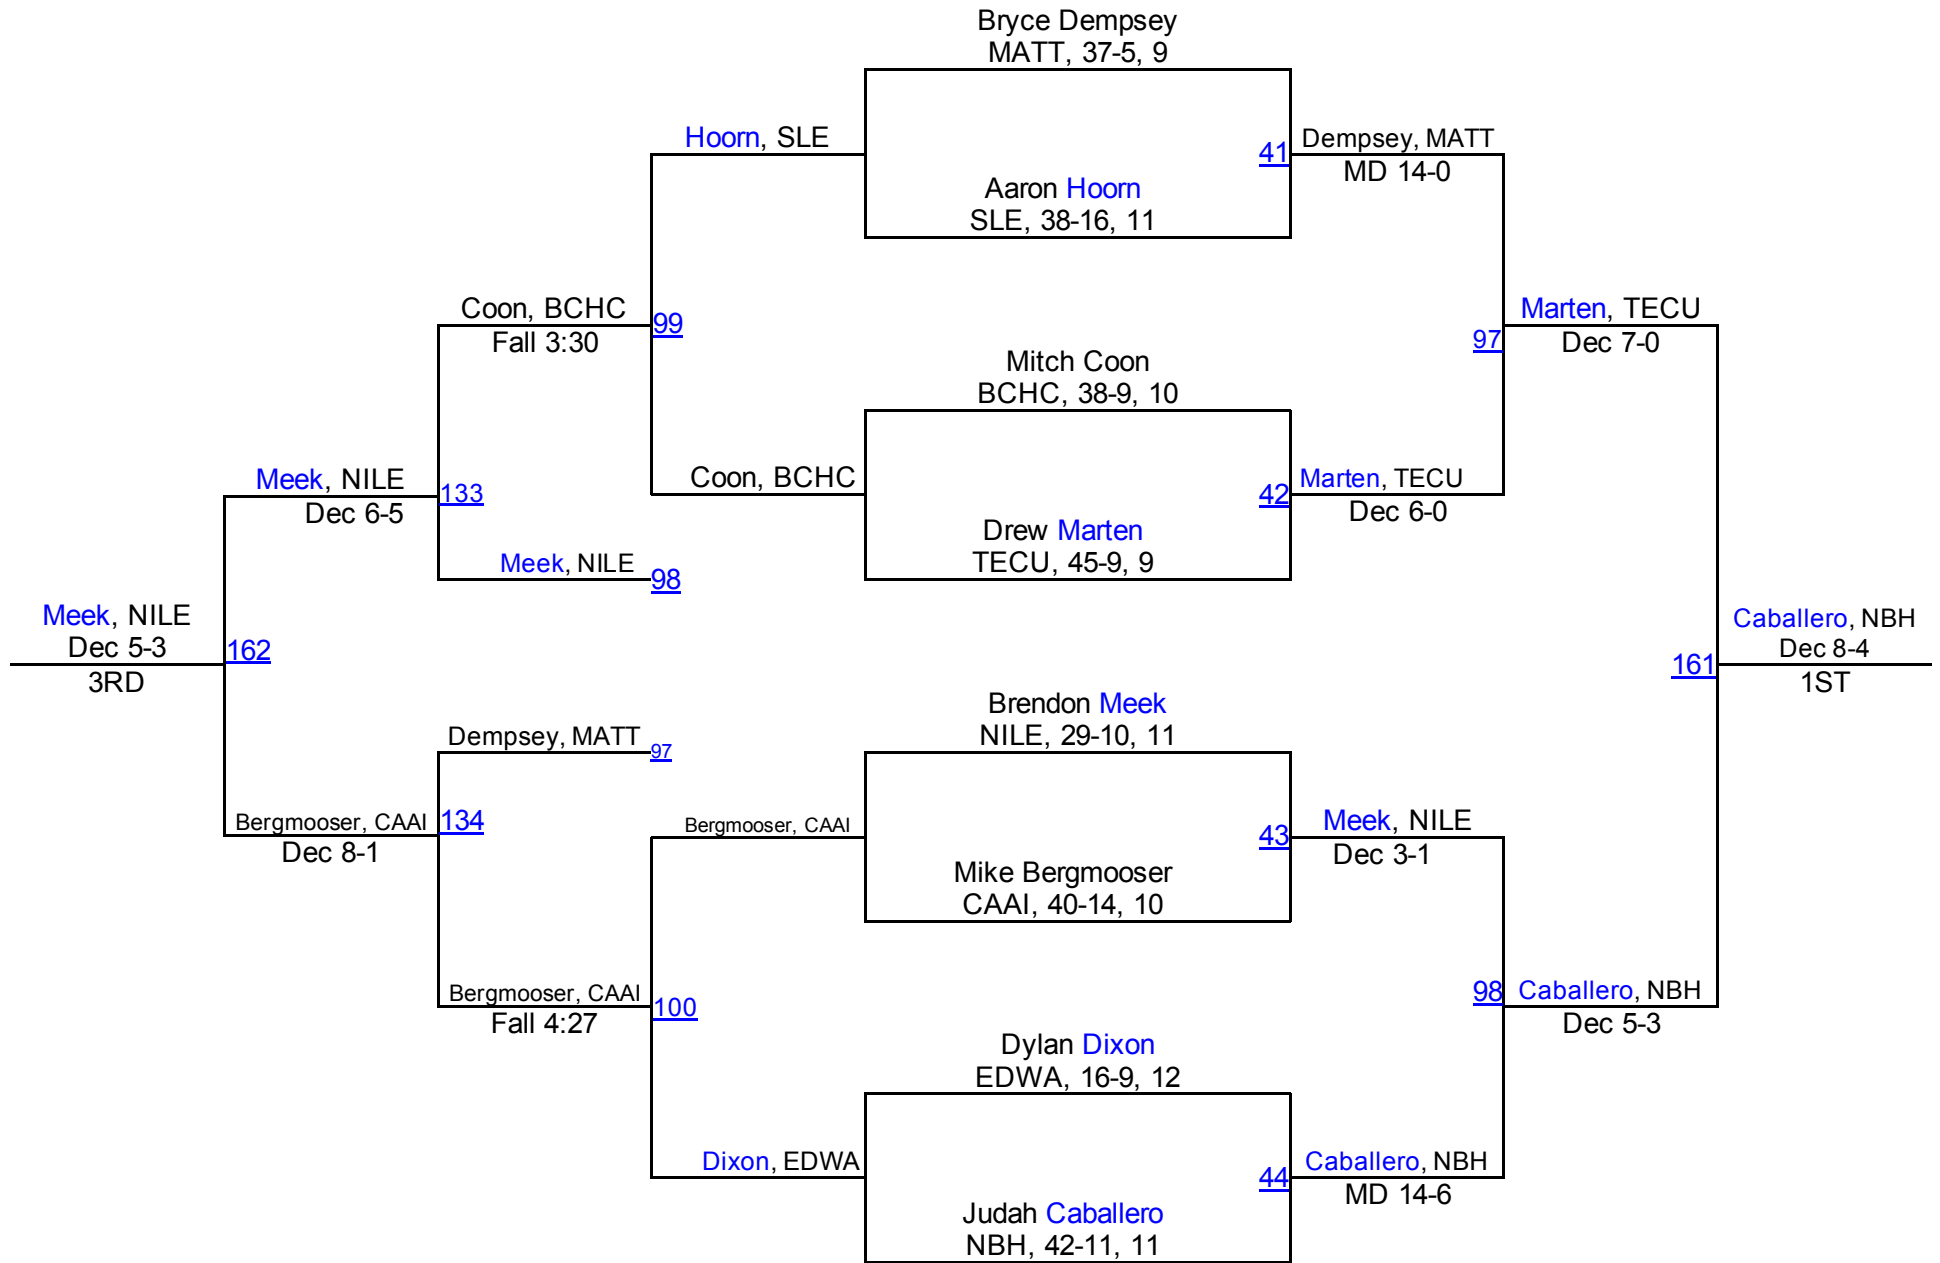 Bryce Dempsey
MATT, 37-5, 9
Hoorn, SLE
41
Dempsey, MATT
MD 14-0
Aaron Hoorn
SLE, 38-16, 11
Coon, BCHC
Fall 3:30
99
97
Marten, TECU
Dec 7-0
Mitch Coon
BCHC, 38-9, 10
Meek, NILE
Dec 6-5
133
Coon, BCHC
42
Marten, TECU
Dec 6-0
Drew Marten
TECU, 45-9, 9
Meek, NILE
98
Meek, NILE
Dec 5-3
3RD
162
161
Caballero, NBH
Dec 8-4
1ST
Brendon Meek
NILE, 29-10, 11
Dempsey, MATT
97
Bergmooser, CAAI
Dec 8-1
134
Bergmooser, CAAI
43
Meek, NILE
Dec 3-1
Mike Bergmooser
CAAI, 40-14, 10
Bergmooser, CAAI
Fall 4:27
100
98
Caballero, NBH
Dec 5-3
Dylan Dixon
EDWA, 16-9, 12
Dixon, EDWA
44
Caballero, NBH
MD 14-6
Judah Caballero
NBH, 42-11, 11